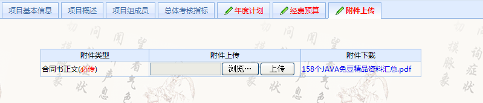 项目基本信息 项目概述 项目组成员 总体考核指标 年度计划 经费预算 附件上传
附件类型 附件上传 附件下载
合同书正文(必传) 浏览… 上传 158个JAVA免豆精品资料汇总.pdf